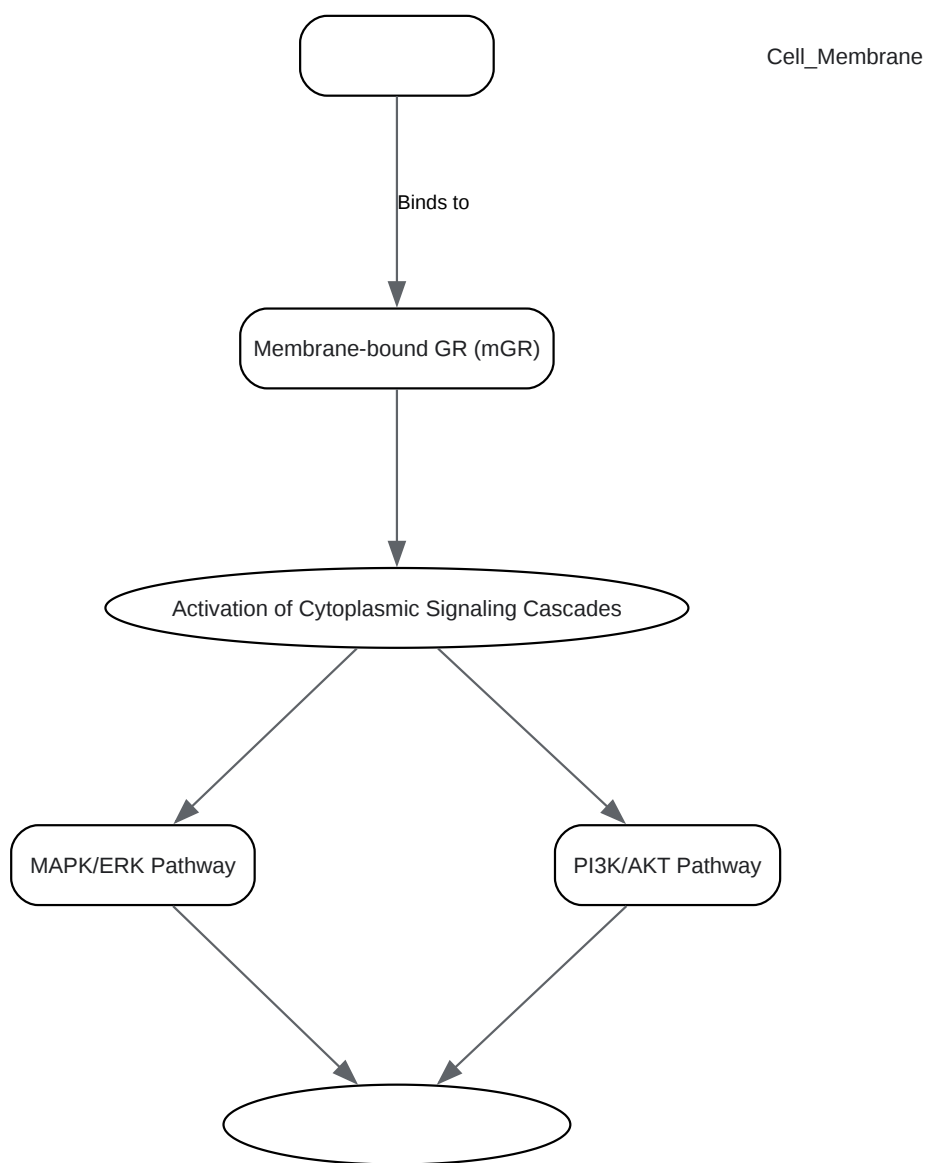 Cell_Membrane
Binds to
Membrane-bound GR (mGR)
Activation of Cytoplasmic Signaling Cascades
MAPK/ERK Pathway
PI3K/AKT Pathway